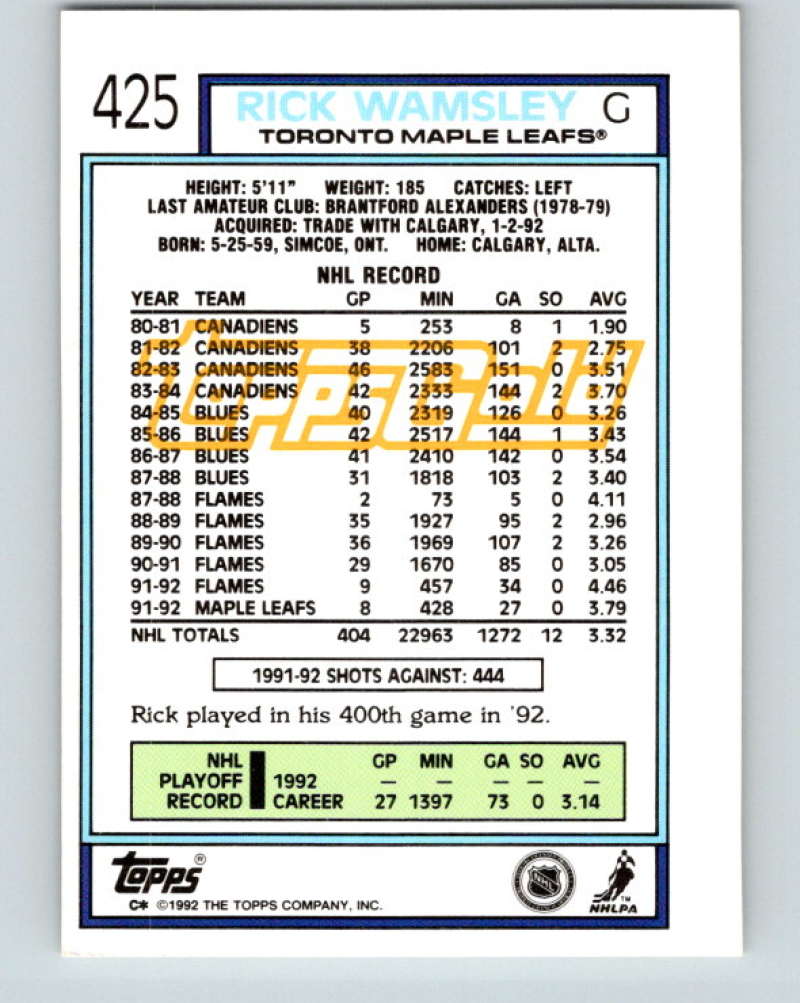 425
RICK WAMSLEY G
TORONTO MAPLE LEAFS®
HEIGHT: 5'11" WEIGHT: 185 CATCHES: LEFT
LAST AMATEUR CLUB: BRANTFORD ALEXANDERS (1978-79)
ACQUIRED: TRADE WITH CALGARY, 1-2-92
BORN: 5-25-59, SIMCOE, ONT. HOME: CALGARY, ALTA.
NHL RECORD
YEAR TEAM GP MIN GA SO AVG
80-81 CANADIENS 5 253 8 1 1.90
81-82 CANADIENS 38 2206 101 2 2.75
82-83 CANADIENS 46 2583 151 0 3.51
83-84 CANADIENS 42 2333 144 2 3.70
84-85 BLUES 40 2319 126 0 3.26
85-86 BLUES 42 2517 144 1 3.43
86-87 BLUES 41 2410 142 0 3.54
87-88 BLUES 31 1818 103 2 3.40
87-88 FLAMES 2 73 5 0 4.11
88-89 FLAMES 35 1927 95 2 2.96
89-90 FLAMES 36 1969 107 2 3.26
90-91 FLAMES 29 1670 85 0 3.05
91-92 FLAMES 9 457 34 0 4.46
91-92 MAPLE LEAFS 8 428 27 0 3.79
NHL TOTALS 404 22963 1272 12 3.32
ToppsGold
1991-92 SHOTS AGAINST: 444
Rick played in his 400th game in '92.
NHL GP MIN GA SO AVG
PLAYOFF 1992 — — — — —
RECORD CAREER 27 1397 73 0 3.14
Topps®
C* ©1992 THE TOPPS COMPANY, INC.
NHL
TM
NHLPA